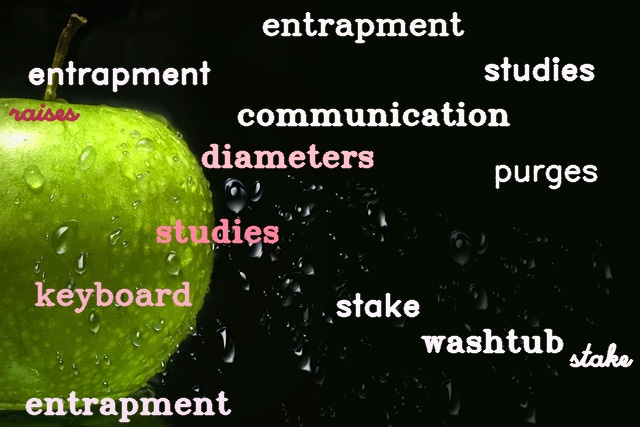 entrapment
entrapment
studies
raises
communication
diameters
purges
studies
keyboard
stake
washtub
stake
entrapment